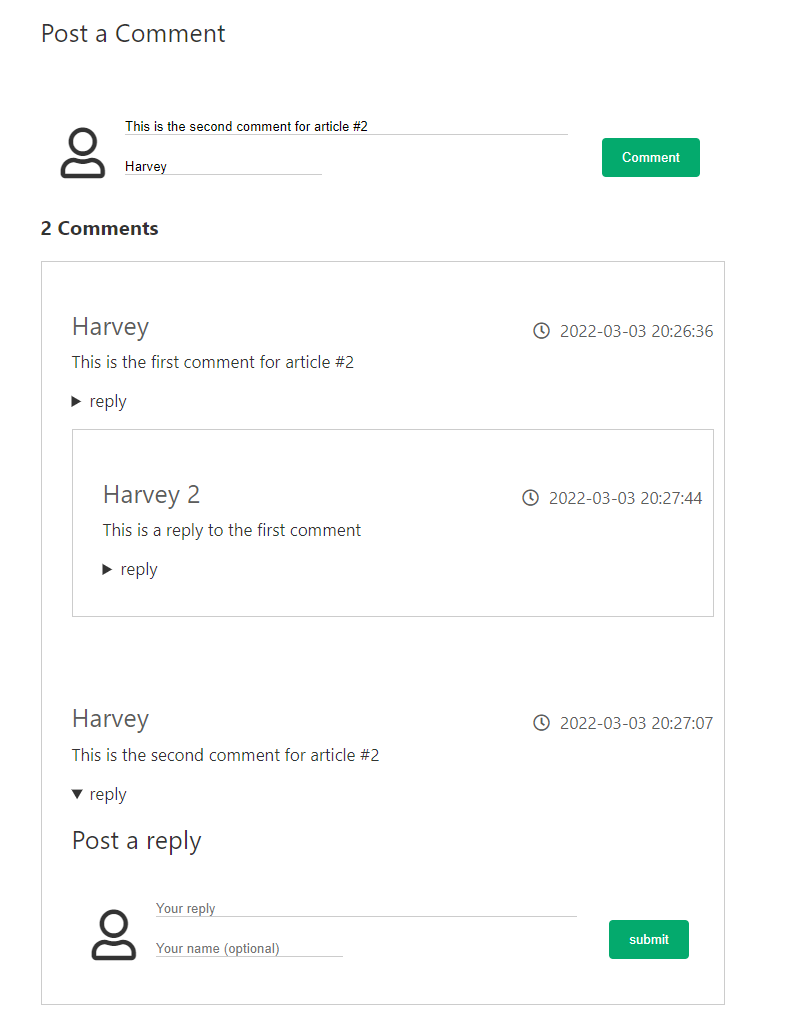 Post a Comment
This is the second comment for article #2
Harvey
Comment
2 Comments
Harvey
2022-03-03 20:26:36
This is the first comment for article #2
reply
Harvey 2
2022-03-03 20:27:44
This is a reply to the first comment
reply
Harvey
2022-03-03 20:27:07
This is the second comment for article #2
reply
Post a reply
Your reply
Your name (optional)
submit